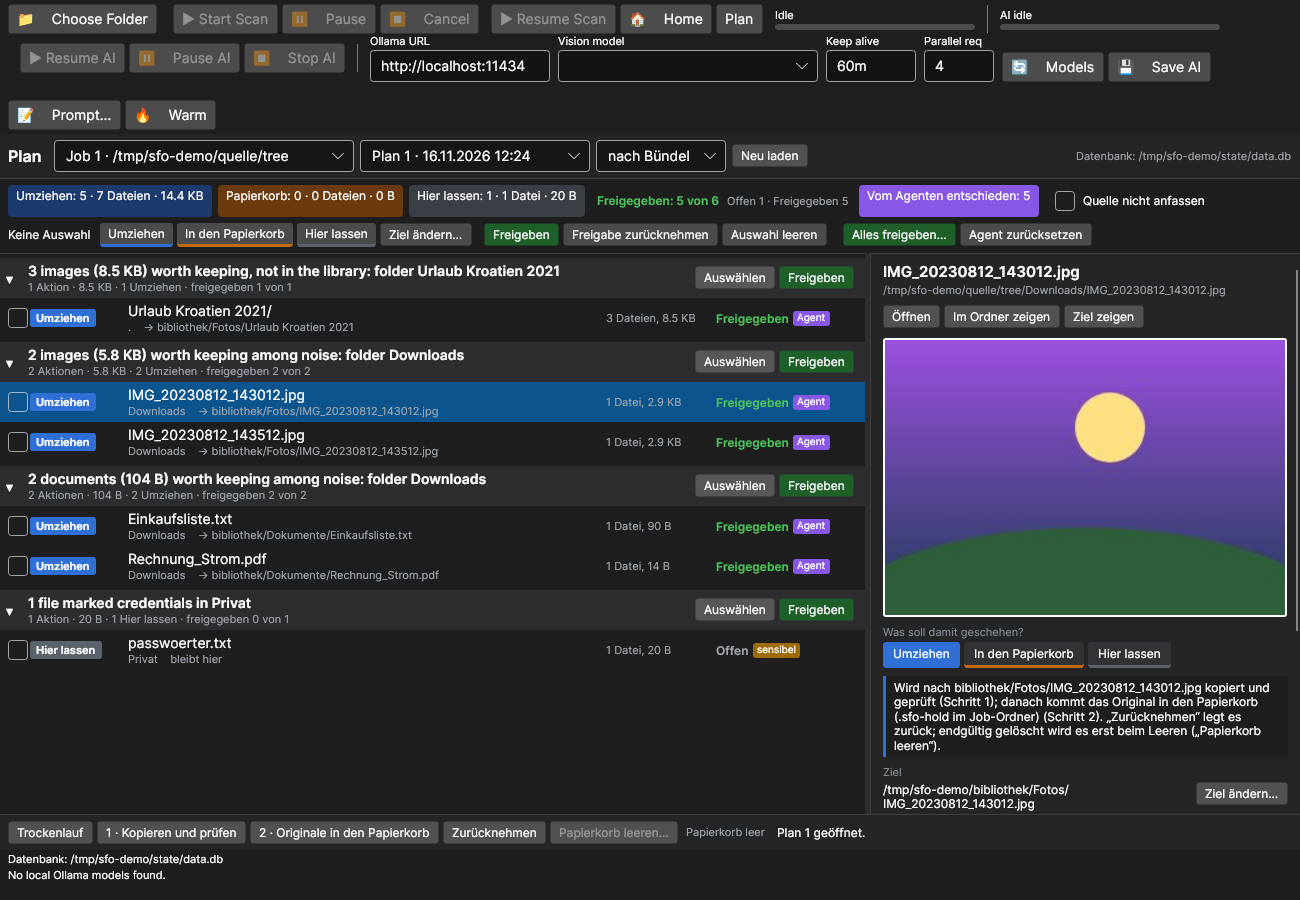 Choose Folder
Start Scan
Pause
Cancel
Resume Scan
Home
Plan
Idle
AI idle
Resume AI
Pause AI
Stop AI
Ollama URL
http://localhost:11434
Vision model
Keep alive
60m
Parallel req
4
Models
Save AI
Prompt...
Warm
Plan
Job 1 · /tmp/sfo-demo/quelle/tree
Plan 1 · 16.11.2026 12:24
nach Bündel
Neu laden
Datenbank: /tmp/sfo-demo/state/data.db
Umziehen: 5 · 7 Dateien · 14.4 KB
Papierkorb: 0 · 0 Dateien · 0 B
Hier lassen: 1 · 1 Datei · 20 B
Freigegeben: 5 von 6
Offen 1 · Freigegeben 5
Vom Agenten entschieden: 5
Quelle nicht anfassen
Keine Auswahl
Umziehen
In den Papierkorb
Hier lassen
Ziel ändern...
Freigeben
Freigabe zurücknehmen
Auswahl leeren
Alles freigeben...
Agent zurücksetzen
3 images (8.5 KB) worth keeping, not in the library: folder Urlaub Kroatien 2021
1 Aktion · 8.5 KB · 1 Umziehen · freigegeben 1 von 1
Auswählen
Freigeben
Umziehen
Urlaub Kroatien 2021/
. → bibliothek/Fotos/Urlaub Kroatien 2021
3 Dateien, 8.5 KB
Freigegeben
Agent
2 images (5.8 KB) worth keeping among noise: folder Downloads
2 Aktionen · 5.8 KB · 2 Umziehen · freigegeben 2 von 2
Auswählen
Freigeben
Umziehen
IMG_20230812_143012.jpg
Downloads → bibliothek/Fotos/IMG_20230812_143012.jpg
1 Datei, 2.9 KB
Freigegeben
Agent
Umziehen
IMG_20230812_143512.jpg
Downloads → bibliothek/Fotos/IMG_20230812_143512.jpg
1 Datei, 2.9 KB
Freigegeben
Agent
2 documents (104 B) worth keeping among noise: folder Downloads
2 Aktionen · 104 B · 2 Umziehen · freigegeben 2 von 2
Auswählen
Freigeben
Umziehen
Einkaufsliste.txt
Downloads → bibliothek/Dokumente/Einkaufsliste.txt
1 Datei, 90 B
Freigegeben
Agent
Umziehen
Rechnung_Strom.pdf
Downloads → bibliothek/Dokumente/Rechnung_Strom.pdf
1 Datei, 14 B
Freigegeben
Agent
1 file marked credentials in Privat
1 Aktion · 20 B · 1 Hier lassen · freigegeben 0 von 1
Auswählen
Freigeben
Hier lassen
passwoerter.txt
Privat bleibt hier
1 Datei, 20 B
Offen
sensibel
IMG_20230812_143012.jpg
/tmp/sfo-demo/quelle/tree/Downloads/IMG_20230812_143012.jpg
Öffnen
Im Ordner zeigen
Ziel zeigen
Was soll damit geschehen?
Umziehen
In den Papierkorb
Hier lassen
Wird nach bibliothek/Fotos/IMG_20230812_143012.jpg kopiert und
geprüft (Schritt 1); danach kommt das Original in den Papierkorb
(.sfo-hold im Job-Ordner) (Schritt 2). „Zurücknehmen“ legt es
zurück; endgültig gelöscht wird es erst beim Leeren („Papierkorb
leeren“).
Ziel
/tmp/sfo-demo/bibliothek/Fotos/
IMG_20230812_143012.jpg
Ziel ändern...
Trockenlauf
1 · Kopieren und prüfen
2 · Originale in den Papierkorb
Zurücknehmen
Papierkorb leeren...
Papierkorb leer
Plan 1 geöffnet.
Datenbank: /tmp/sfo-demo/state/data.db
No local Ollama models found.